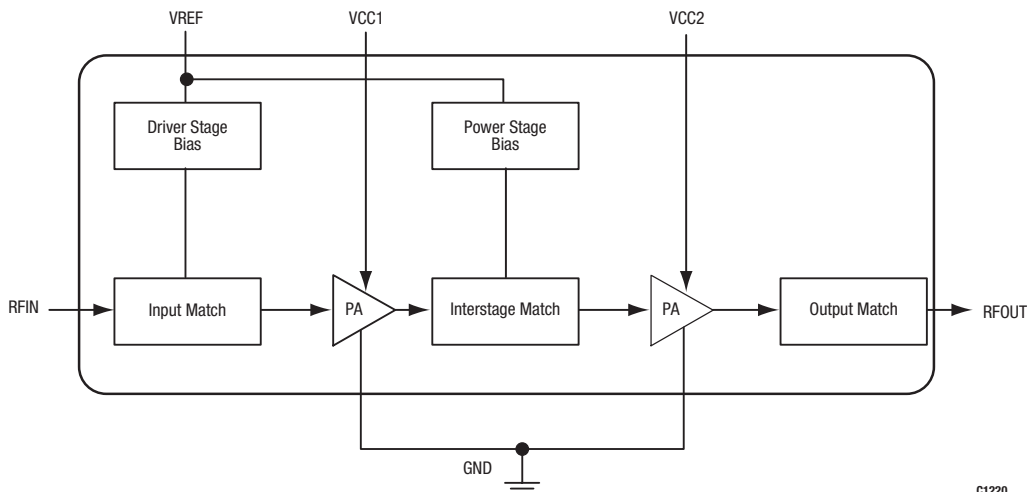 VREF
VCC1
VCC2
Driver Stage
Bias
Power Stage
Bias
RFIN
Input Match
PA
Interstage Match
PA
Output Match
RFOUT
GND
C1220